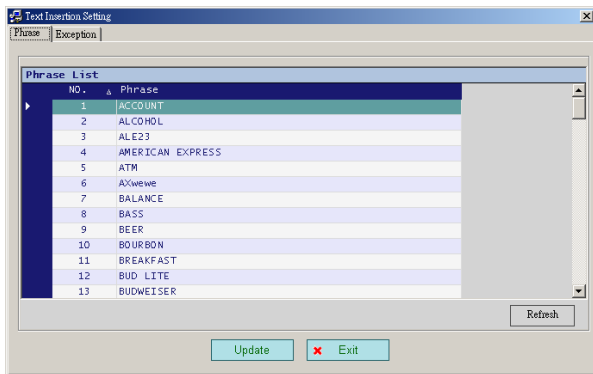 Text Insertion Setting
Phrase Exception
Phrase List
NO. Phrase
1 ACCOUNT
2 ALCOHOL
3 ALE23
4 AMERICAN EXPRESS
5 ATM
6 AXwewe
7 BALANCE
8 BASS
9 BEER
10 BOURBON
11 BREAKFAST
12 BUD LITE
13 BUDWEISER
Refresh
Update Exit